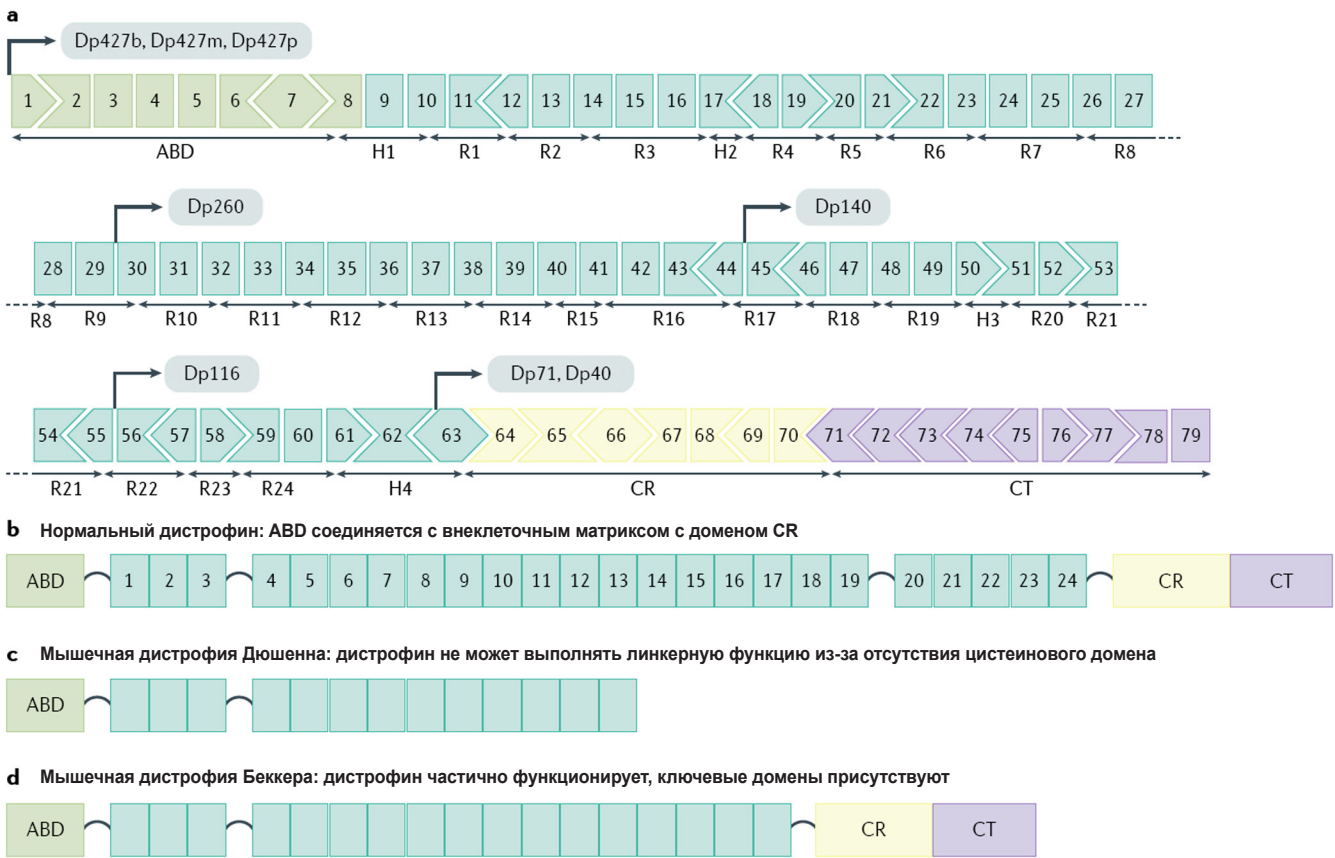 a
Dp427b, Dp427m, Dp427p
1 2 3 4 5 6 7 8 9 10 11 12 13 14 15 16 17 18 19 20 21 22 23 24 25 26 27
ABD H1 R1 R2 R3 H2 R4 R5 R6 R7 R8
Dp260 Dp140
28 29 30 31 32 33 34 35 36 37 38 39 40 41 42 43 44 45 46 47 48 49 50 51 52 53
R8 R9 R10 R11 R12 R13 R14 R15 R16 R17 R18 R19 H3 R20 R21
Dp116 Dp71, Dp40
54 55 56 57 58 59 60 61 62 63 64 65 66 67 68 69 70 71 72 73 74 75 76 77 78 79
R21 R22 R23 R24 H4 CR CT
b Нормальный дистрофин: ABD соединяется с внеклеточным матриксом с доменом CR
ABD 1 2 3 4 5 6 7 8 9 10 11 12 13 14 15 16 17 18 19 20 21 22 23 24 CR CT
c Мышечная дистрофия Дюшенна: дистрофин не может выполнять линкерную функцию из-за отсутствия цистеинового домена
ABD
d Мышечная дистрофия Беккера: дистрофин частично функционирует, ключевые домены присутствуют
ABD CR CT